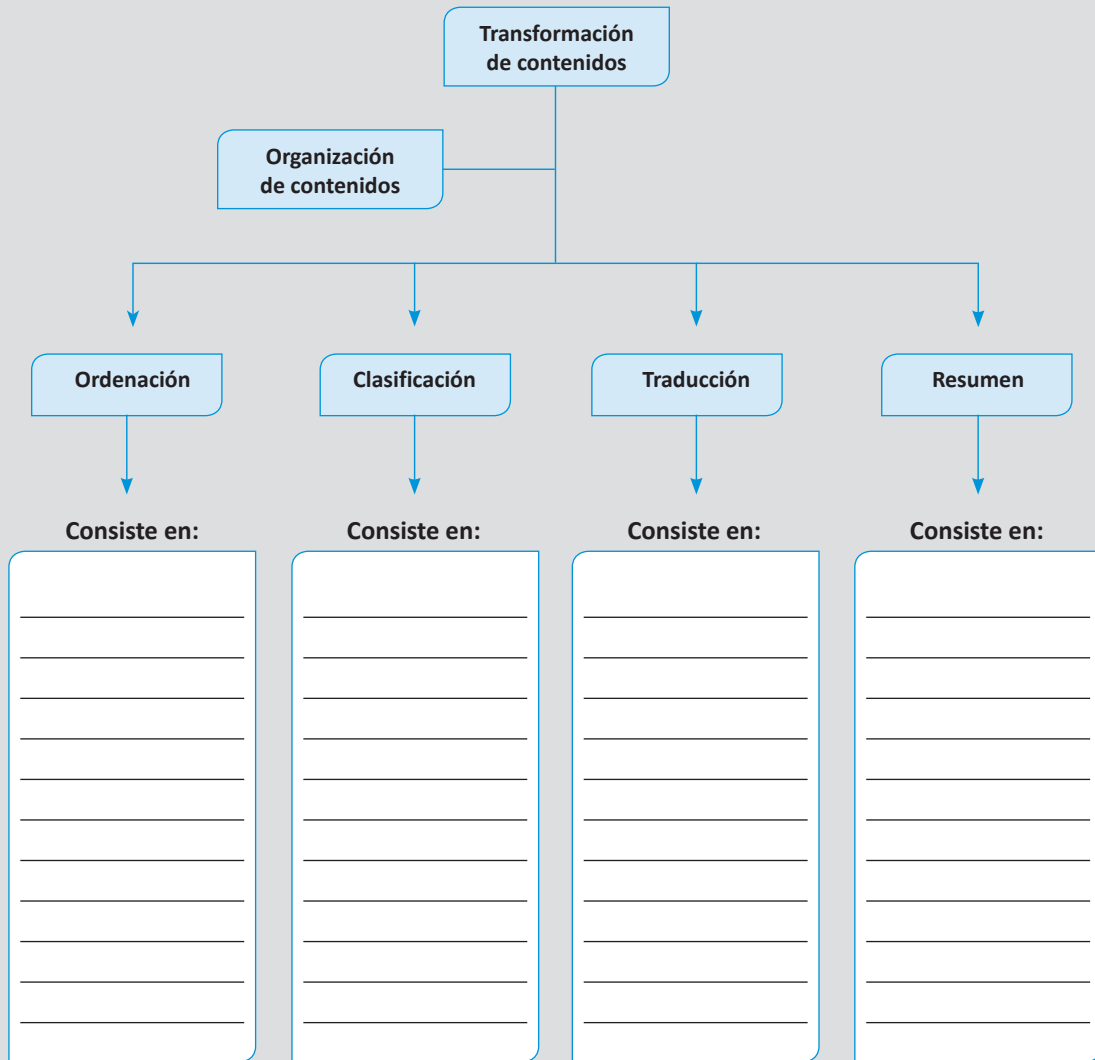 Transformación
de contenidos
Organización
de contenidos
Ordenación
Clasificación
Traducción
Resumen
Consiste en:
Consiste en:
Consiste en:
Consiste en: